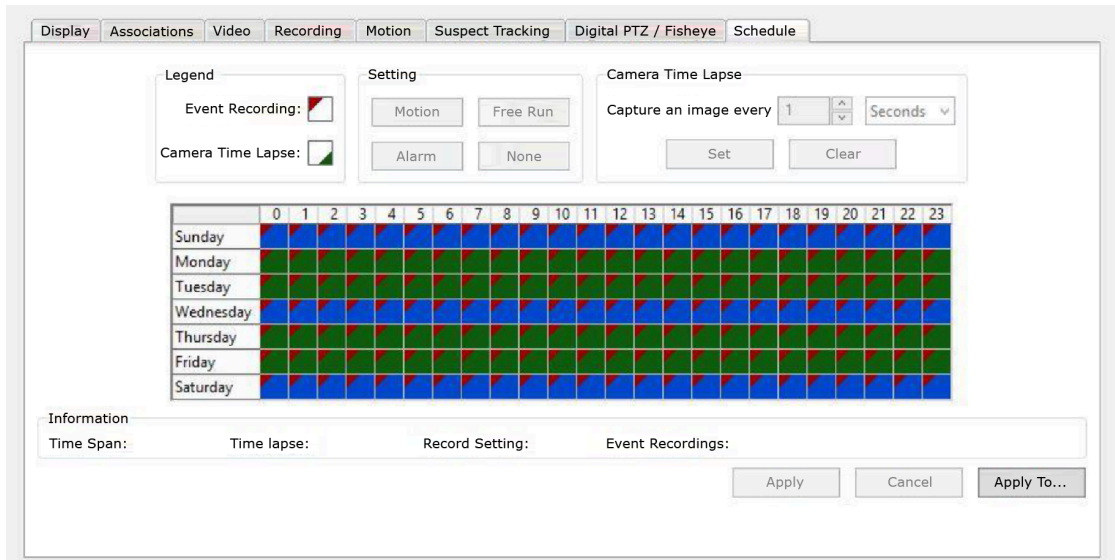 Display Associations Video Recording Motion Suspect Tracking Digital PTZ / Fisheye Schedule
Legend Setting Camera Time Lapse
Event Recording: Motion Free Run Capture an image every 1 Seconds
Camera Time Lapse: Alarm None Set Clear
0 1 2 3 4 5 6 7 8 9 10 11 12 13 14 15 16 17 18 19 20 21 22 23
Sunday
Monday
Tuesday
Wednesday
Thursday
Friday
Saturday
Information
Time Span: Time lapse: Record Setting: Event Recordings:
Apply Cancel Apply To...